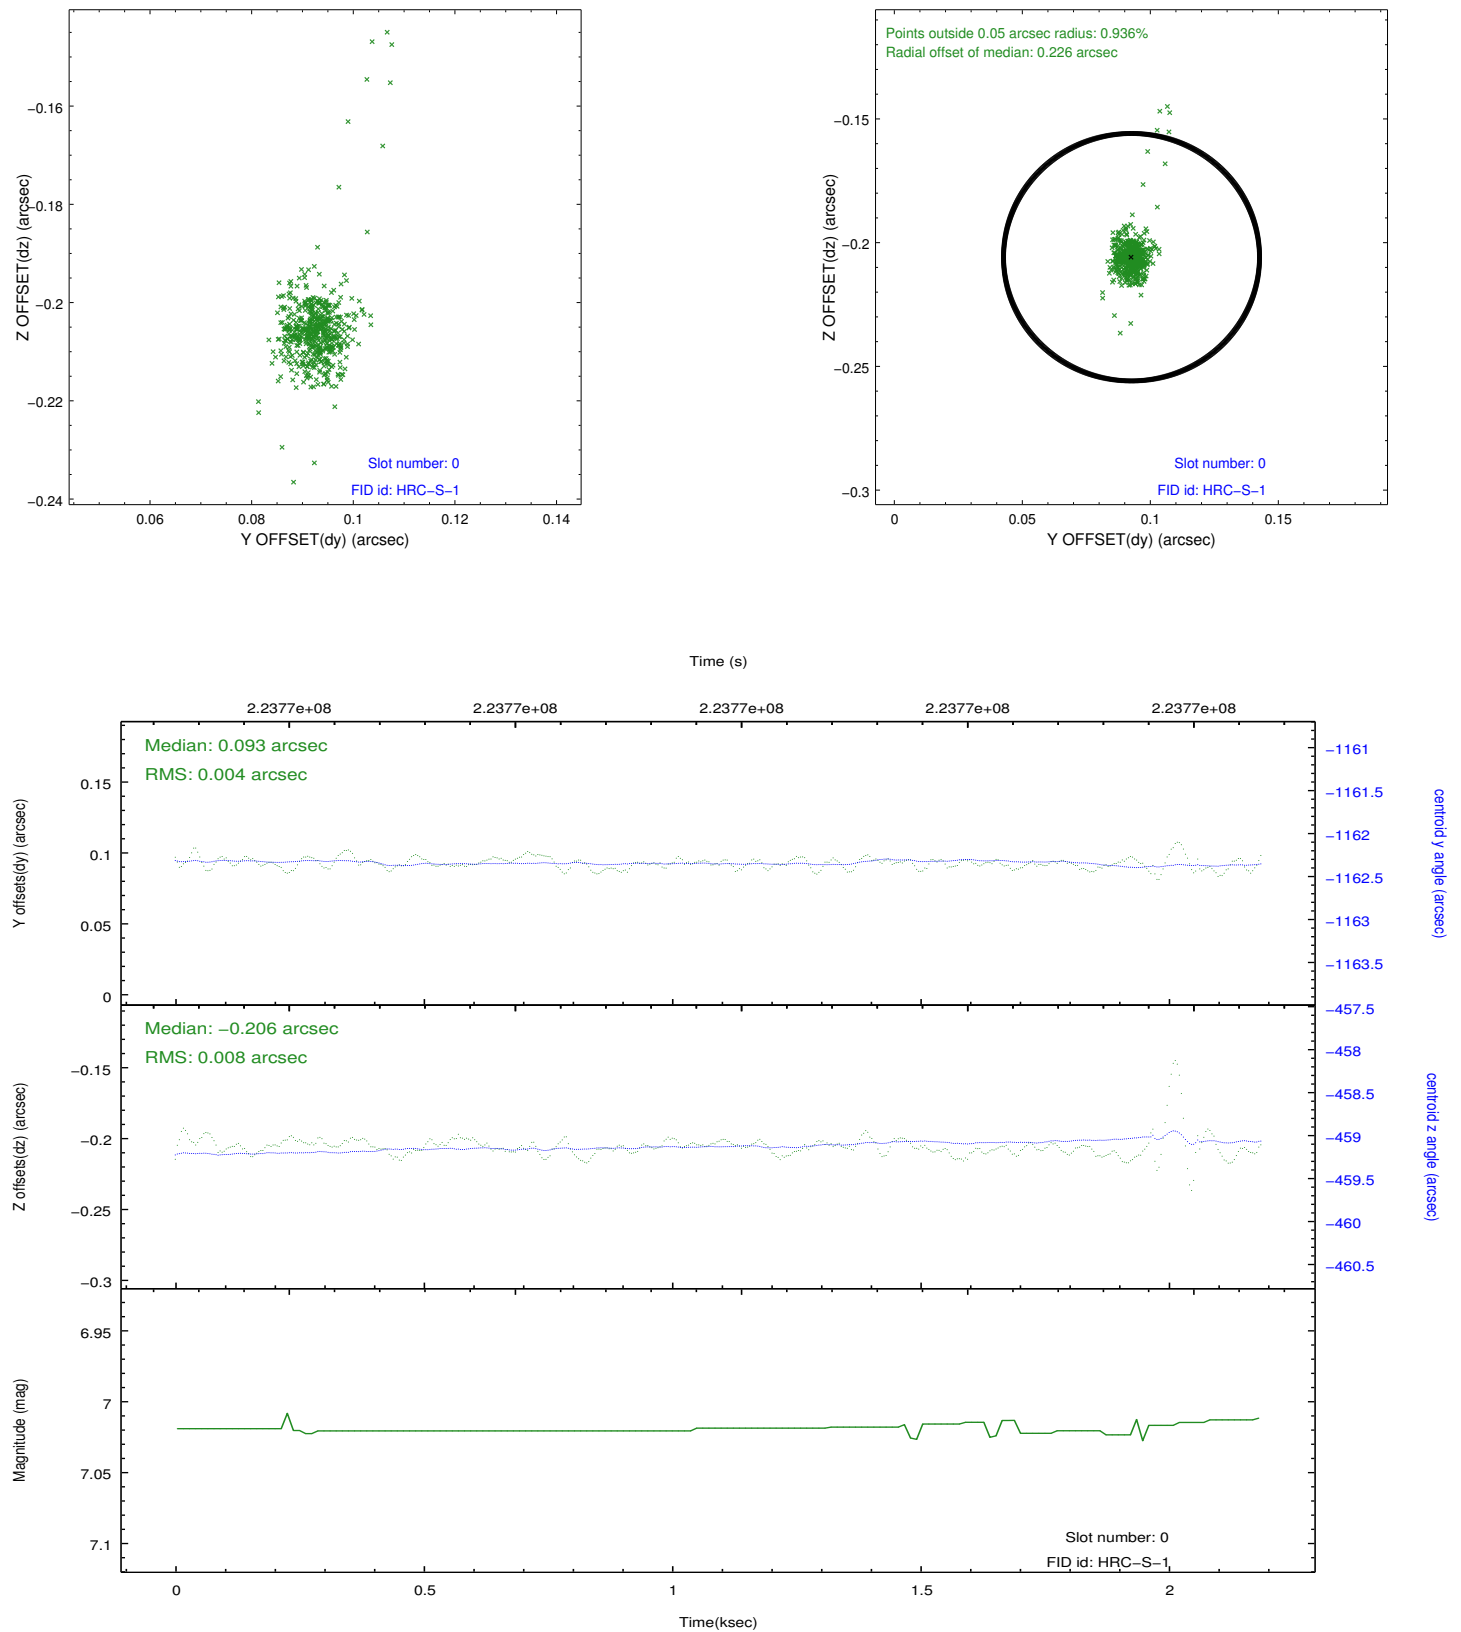 −0.16
−0.18
−0.2
−0.22
−0.24
Z OFFSET(dz) (arcsec)
Slot number: 0
FID id: HRC−S−1
0.06 0.08 0.1 0.12 0.14
Y OFFSET(dy) (arcsec)
Points outside 0.05 arcsec radius: 0.936%
Radial offset of median: 0.226 arcsec
−0.15
−0.2
−0.25
−0.3
Z OFFSET(dz) (arcsec)
Slot number: 0
FID id: HRC−S−1
0 0.05 0.1 0.15
Y OFFSET(dy) (arcsec)
Time (s)
2.2377e+08 2.2377e+08 2.2377e+08 2.2377e+08 2.2377e+08
Median: 0.093 arcsec
RMS: 0.004 arcsec
0.15
0.1
0.05
0
Y offsets(dy) (arcsec)
−1161
−1161.5
−1162
−1162.5
−1163
−1163.5
centroid y angle (arcsec)
Median: −0.206 arcsec
RMS: 0.008 arcsec
−0.15
−0.2
−0.25
−0.3
Z offsets(dz) (arcsec)
−457.5
−458
−458.5
−459
−459.5
−460
−460.5
centroid z angle (arcsec)
6.95
7
7.05
7.1
Magnitude (mag)
Slot number: 0
FID id: HRC−S−1
0 0.5 1 1.5 2
Time(ksec)